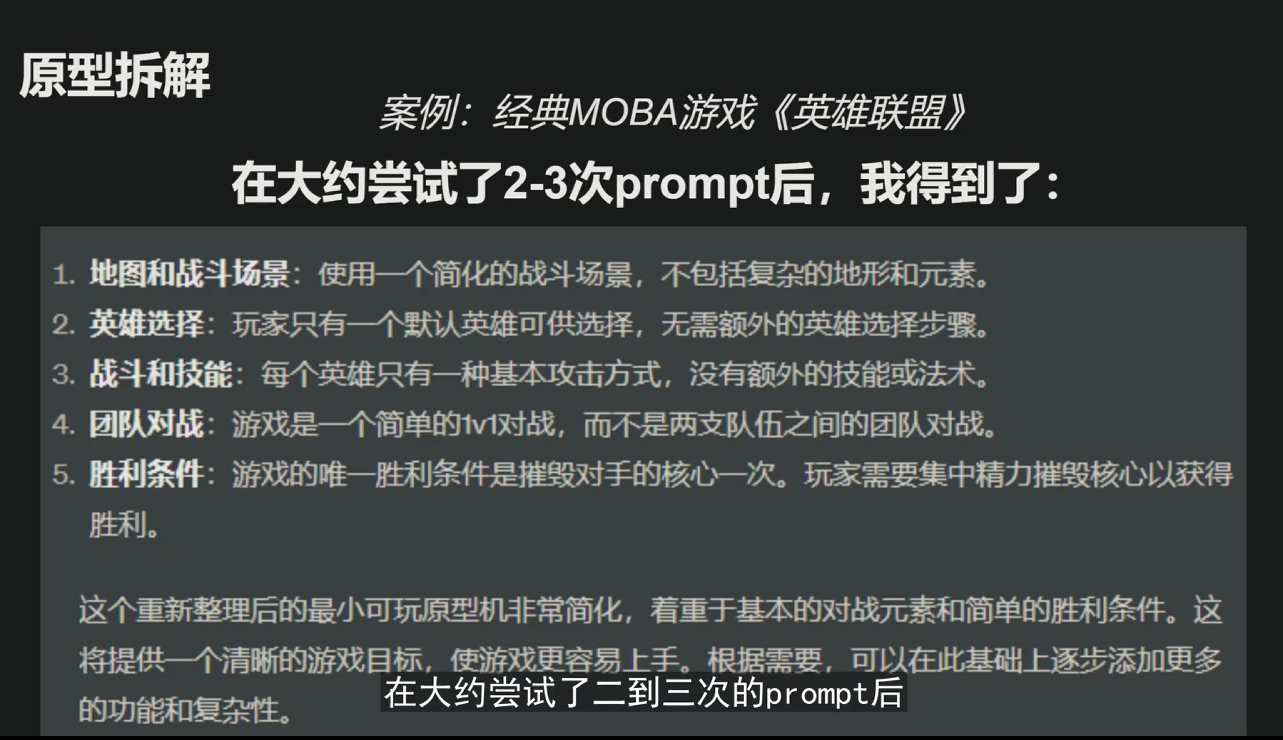 原型拆解
案例：经典MOBA游戏《英雄联盟》
在大约尝试了2-3次prompt后，我得到了：
1. 地图和战斗场景：使用一个简化的战斗场景，不包括复杂的地形和元素。
2. 英雄选择：玩家只有一个默认英雄可供选择，无需额外的英雄选择步骤。
3. 战斗和技能：每个英雄只有一种基本攻击方式，没有额外的技能或法术。
4. 团队对战：游戏是一个简单的1v1对战，而不是两支队伍之间的团队对战。
5. 胜利条件：游戏的唯一胜利条件是摧毁对手的核心一次。玩家需要集中精力摧毁核心以获得
胜利。
这个重新整理后的最小可玩原型机非常简化，着重于基本的对战元素和简单的胜利条件。这
将提供一个清晰的游戏目标，使游戏更容易上手。根据需要，可以在此基础上逐步添加更多
的功能和复杂性。
在大约尝试了二到三次的prompt后